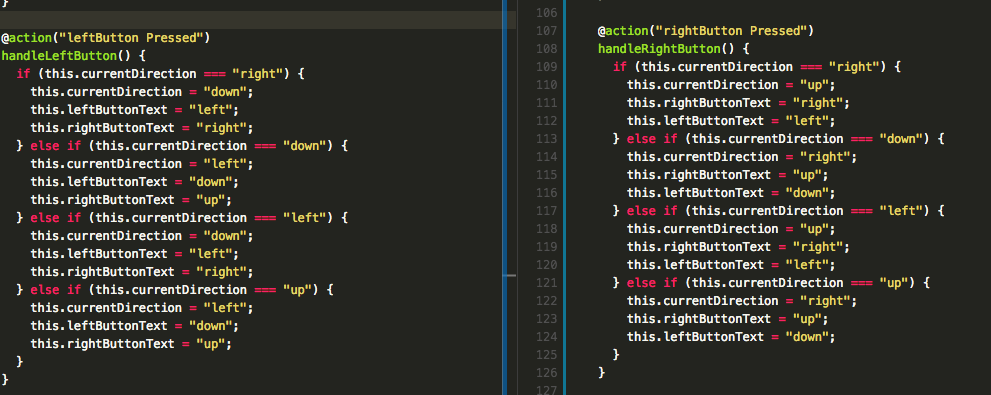 }
@action("leftButton Pressed")
handleLeftButton() {
  if (this.currentDirection === "right") {
    this.currentDirection = "down";
    this.leftButtonText = "left";
    this.rightButtonText = "right";
  } else if (this.currentDirection === "down") {
    this.currentDirection = "left";
    this.leftButtonText = "down";
    this.rightButtonText = "up";
  } else if (this.currentDirection === "left") {
    this.currentDirection = "down";
    this.leftButtonText = "left";
    this.rightButtonText = "right";
  } else if (this.currentDirection === "up") {
    this.currentDirection = "left";
    this.leftButtonText = "down";
    this.rightButtonText = "up";
  }
}
106
107 @action("rightButton Pressed")
108 handleRightButton() {
109   if (this.currentDirection === "right") {
110     this.currentDirection = "up";
111     this.rightButtonText = "right";
112     this.leftButtonText = "left";
113   } else if (this.currentDirection === "down") {
114     this.currentDirection = "right";
115     this.rightButtonText = "up";
116     this.leftButtonText = "down";
117   } else if (this.currentDirection === "left") {
118     this.currentDirection = "up";
119     this.rightButtonText = "right";
120     this.leftButtonText = "left";
121   } else if (this.currentDirection === "up") {
122     this.currentDirection = "right";
123     this.rightButtonText = "up";
124     this.leftButtonText = "down";
125   }
126 }
127